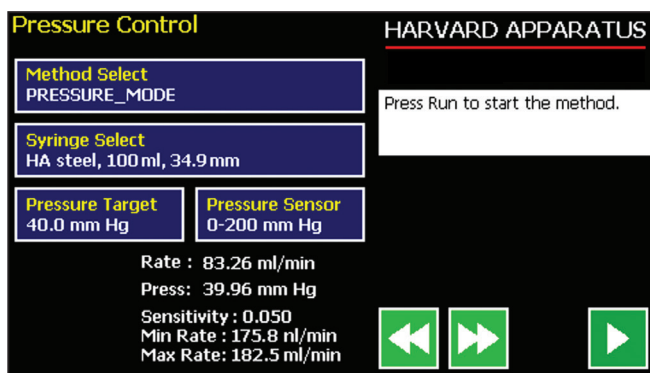 Pressure Control
HARVARD APPARATUS
Method Select
PRESSURE_MODE
Press Run to start the method.
Syringe Select
HA steel, 100 ml, 34.9 mm
Pressure Target
40.0 mm Hg
Pressure Sensor
0-200 mm Hg
Rate : 83.26 ml/min
Press: 39.96 mm Hg
Sensitivity : 0.050
Min Rate : 175.8 nl/min
Max Rate: 182.5 ml/min